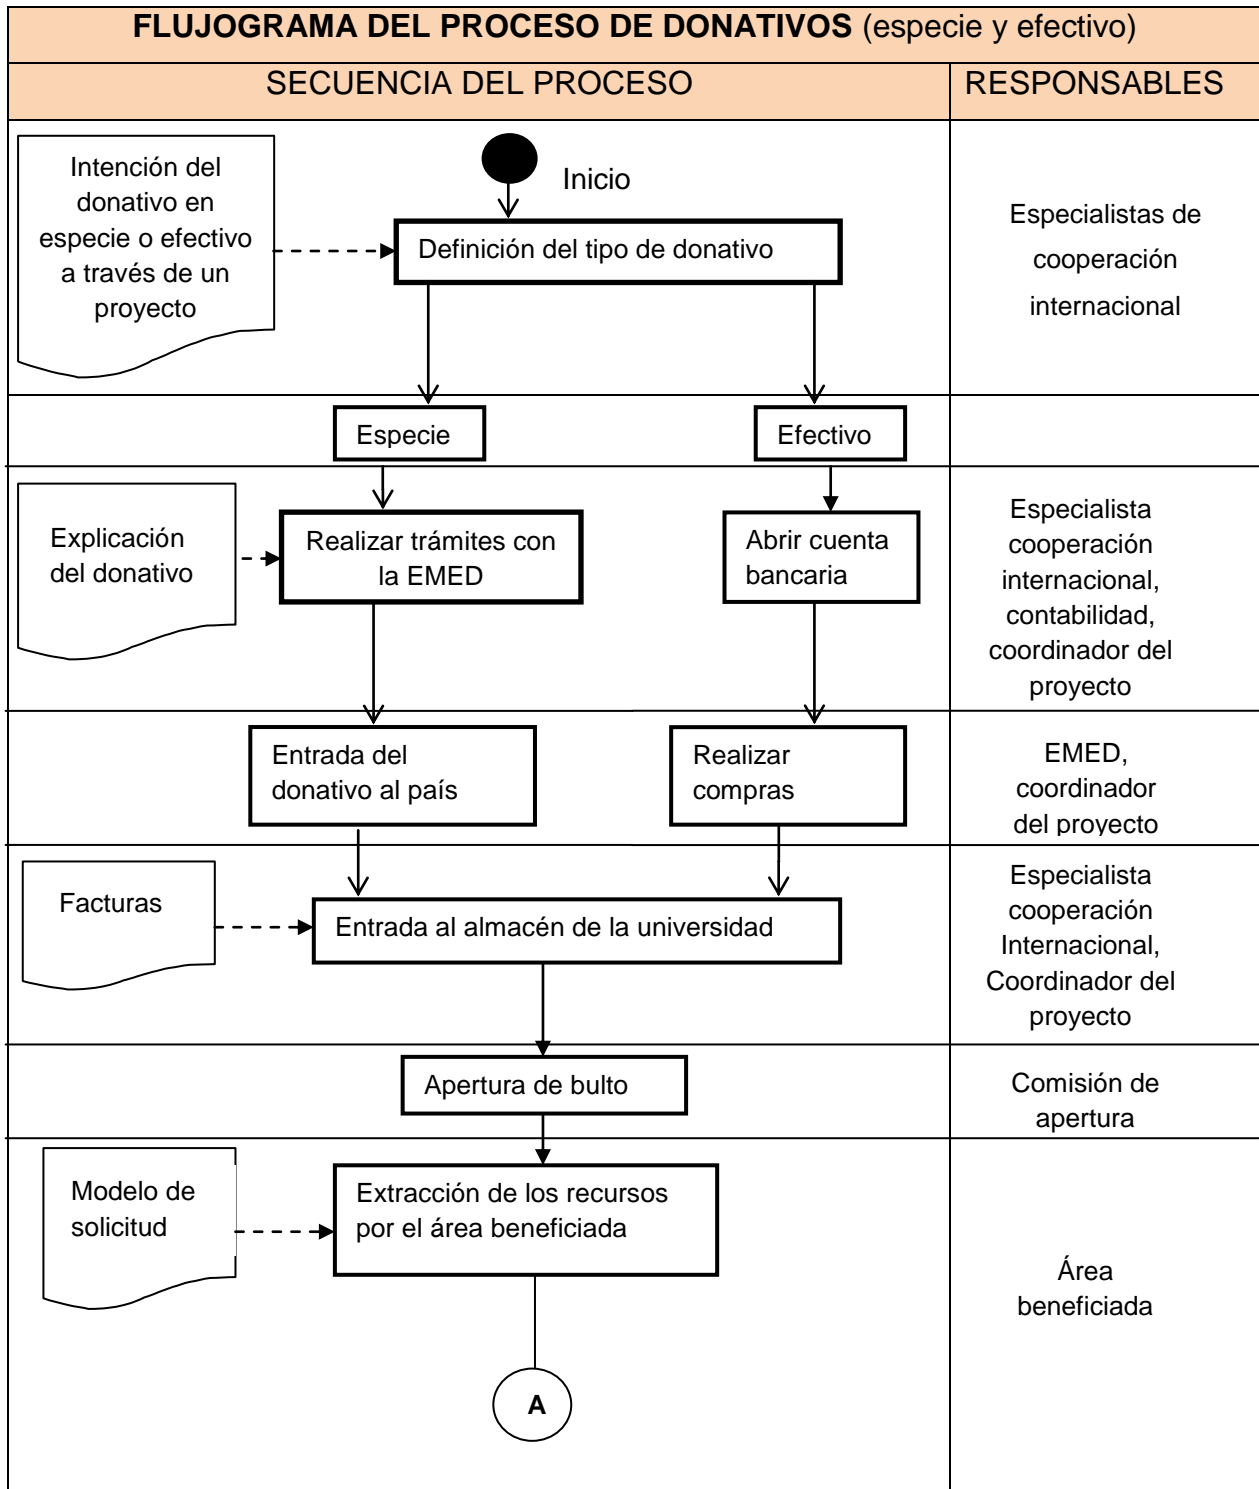 FLUJOGRAMA DEL PROCESO DE DONATIVOS (especie y efectivo)
SECUENCIA DEL PROCESO
RESPONSABLES
Intención del
donativo en
especie o efectivo
a través de un
proyecto
Inicio
Definición del tipo de donativo
Especialistas de
cooperación
internacional
Especie
Efectivo
Explicación
del donativo
Realizar trámites con
la EMED
Abrir cuenta
bancaria
Especialista
cooperación
internacional,
contabilidad,
coordinador del
proyecto
Entrada del
donativo al país
Realizar
compras
EMED,
coordinador
del proyecto
Facturas
Entrada al almacén de la universidad
Especialista
cooperación
Internacional,
Coordinador del
proyecto
Apertura de bulto
Comisión de
apertura
Modelo de
solicitud
Extracción de los recursos
por el área beneficiada
Área
beneficiada
A